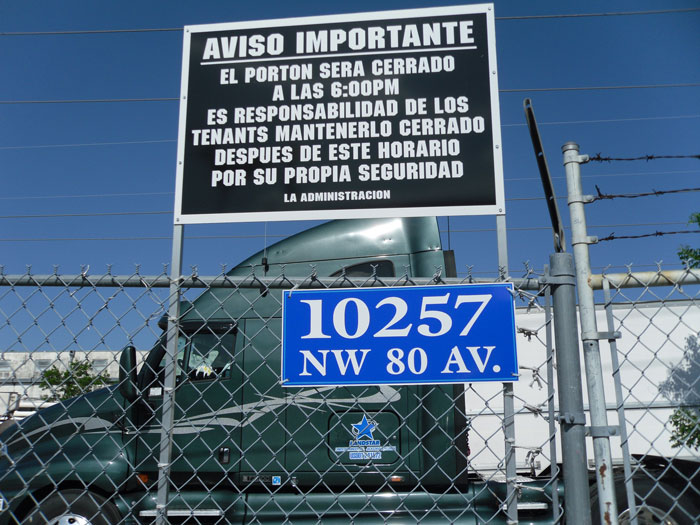 AVISO IMPORTANTE
EL PORTON SERA CERRADO
A LAS 6:00PM
ES RESPONSABILIDAD DE LOS
TENANTS MANTENERLO CERRADO
DESPUES DE ESTE HORARIO
POR SU PROPIA SEGURIDAD
LA ADMINISTRACION
10257
NW 80 AV.
LANDSTAR